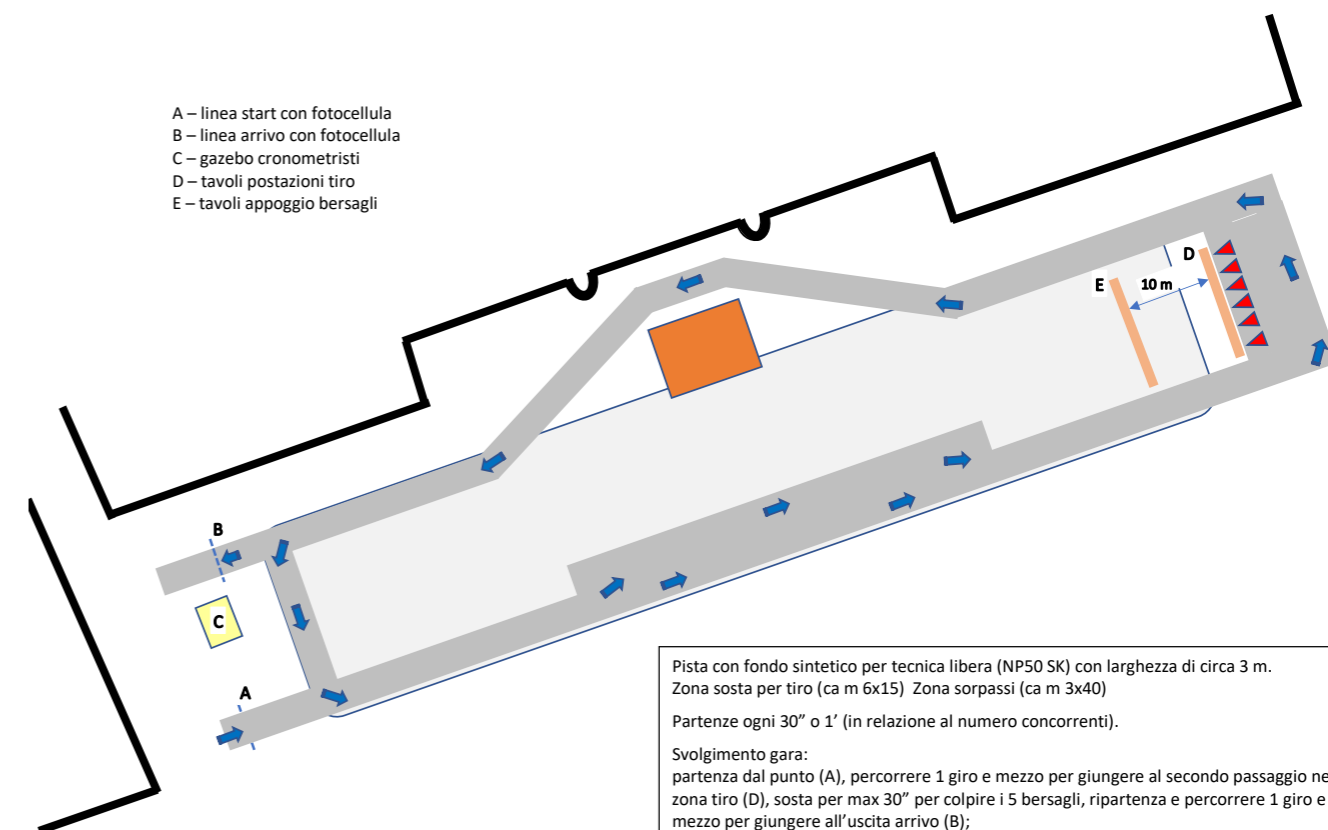 A – linea start con fotocellula
B – linea arrivo con fotocellula
C – gazebo cronometristi
D – tavoli postazioni tiro
E – tavoli appoggio bersagli
D
E
10 m
B
C
A
Pista con fondo sintetico per tecnica libera (NP50 SK) con larghezza di circa 3 m.
Zona sosta per tiro (ca m 6x15) Zona sorpassi (ca m 3x40)
Partenze ogni 30” o 1’ (in relazione al numero concorrenti).
Svolgimento gara:
partenza dal punto (A), percorrere 1 giro e mezzo per giungere al secondo passaggio ne
zona tiro (D), sosta per max 30” per colpire i 5 bersagli, ripartenza e percorrere 1 giro e
mezzo per giungere all’uscita arrivo (B);